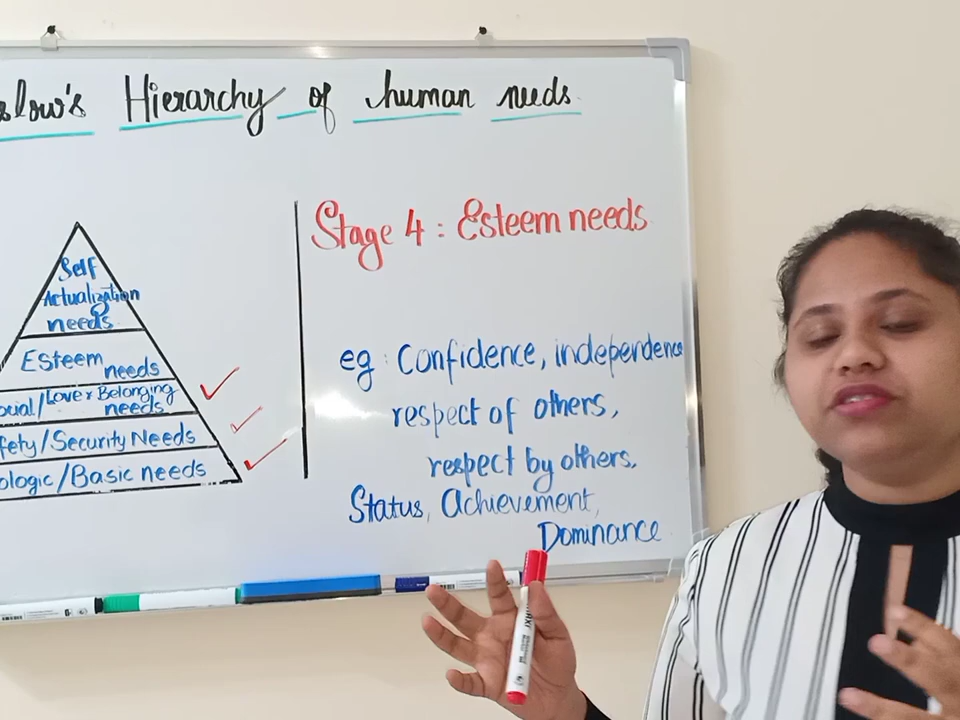 slow's Hierarchy of human needs.
Stage 4 : Esteem needs
Self
Actualization
needs
Esteem needs
ocial/Love & Belonging
needs
fety/Security Needs
ologic/Basic needs
eg : Confidence, independence
respect of others,
respect by others,
Status, Achievement,
Dominance